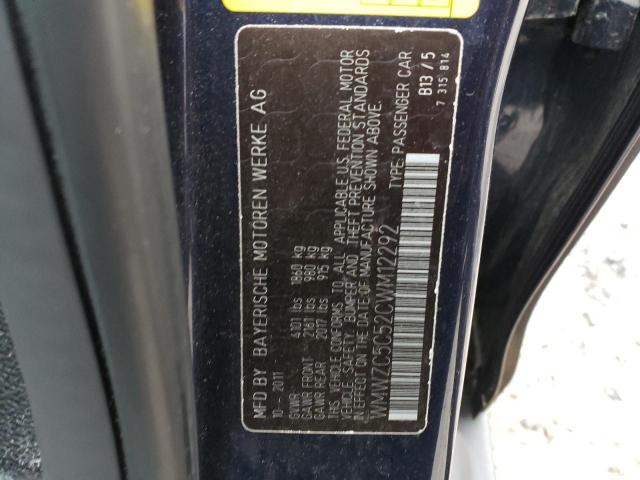 MFD BY BAYERISCHE MOTOREN WERKE AG
10-2011
GVWR 4101 lbs 1860 kg
GAWR FRONT 2161 lbs 980 kg
GAWR REAR 2017 lbs 915 kg
THIS VEHICLE CONFORMS TO ALL APPLICABLE U.S. FEDERAL MOTOR
VEHICLE SAFETY, BUMPER AND THEFT PREVENTION STANDARDS
IN EFFECT ON THE DATE OF MANUFACTURE SHOWN ABOVE.
WMWZC5C52CWM12292 TYPE: PASSENGER CAR
B13 / 5
7 315 814